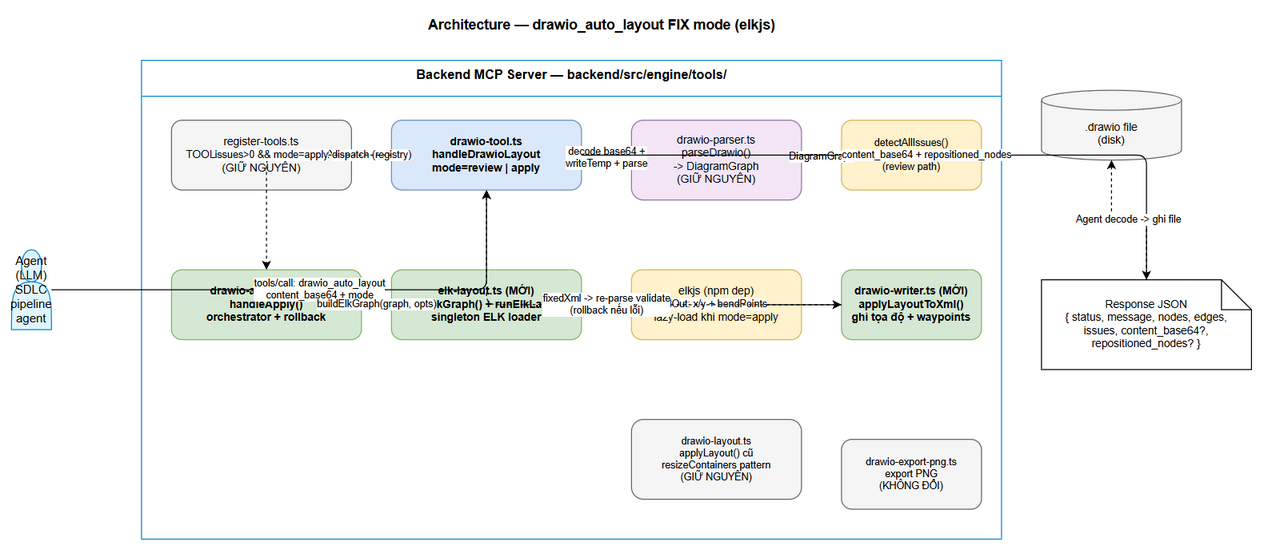 Architecture — drawio_auto_layout FIX mode (elkjs)
Backend MCP Server — backend/src/engine/tools/
register-tools.ts
TOOL
issues>0 && mode=apply
dispatch (registry)
(GIỮ NGUYÊN)
drawio-tool.ts
handleDrawioLayout
mode=review | apply
decode base64 +
writeTemp + parse
drawio-parser.ts
parseDrawio()
-> DiagramGraph
(GIỮ NGUYÊN)
detectAllIssues()
content_base64 + repositioned_nodes
(review path)
.drawio file
(disk)
Agent decode -> ghi file
Agent
(LLM)
SDLC
pipeline
agent
tools/call: drawio_auto_layout
content_base64 + mode
handleApply()
orchestrator + rollback
buildElkGraph(graph, opts)
elk-layout.ts (MỚI)
singleton ELK loader
fixedXml -> re-parse validate
(rollback nếu lỗi)
elkjs (npm dep)
x/y + bendPoints
lazy-load khi mode=apply
drawio-writer.ts (MỚI)
applyLayoutToXml()
ghi tọa độ + waypoints
Response JSON
{ status, message, nodes, edges,
issues, content_base64?,
repositioned_nodes? }
drawio-layout.ts
applyLayout() cũ
resizeContainers pattern
(GIỮ NGUYÊN)
drawio-export-png.ts
export PNG
(KHÔNG ĐỔI)